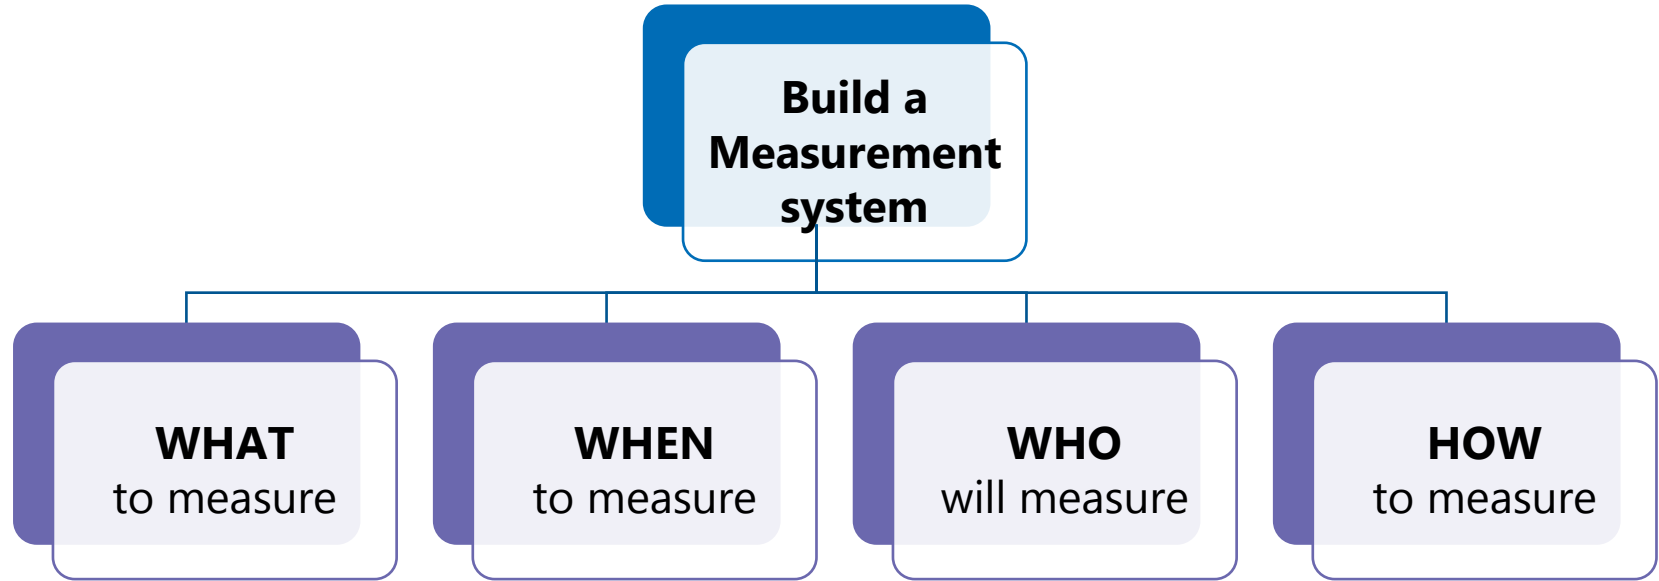 Build a
Measurement
system
WHAT
to measure
WHEN
to measure
WHO
will measure
HOW
to measure